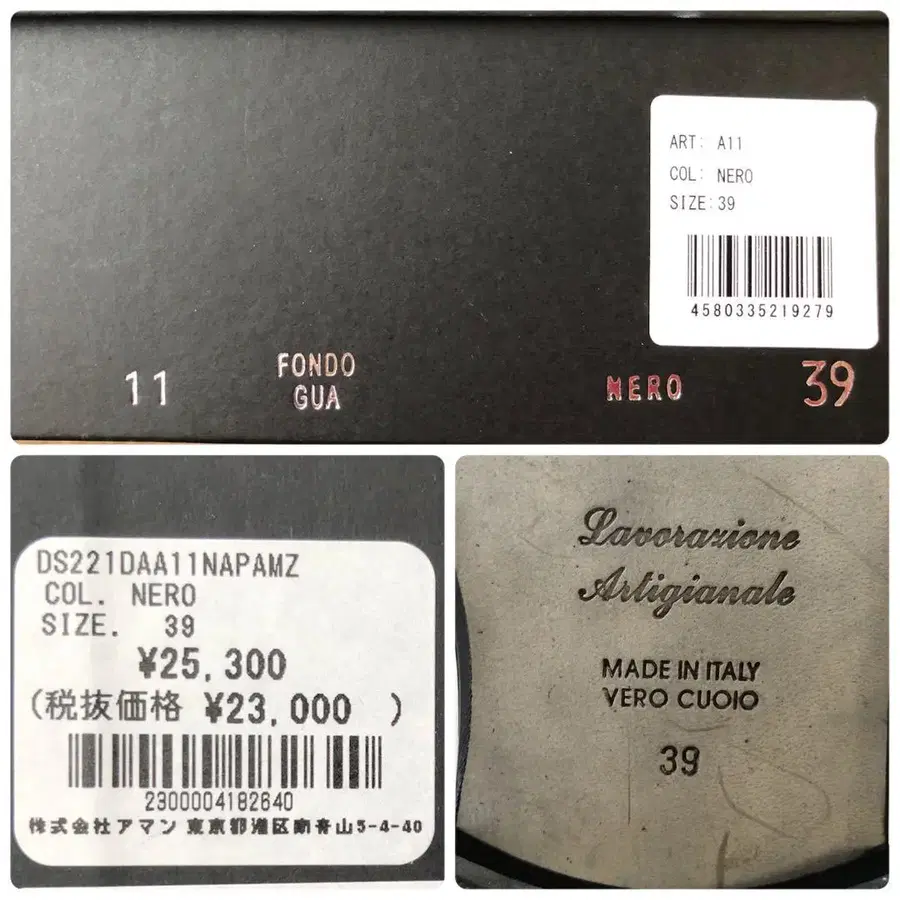 ART: A11
COL: NERO
SIZE:39
4580335219279
11
FONDO
GUA
NERO
39
DS221DAA11NAPAMZ
COL. NERO
SIZE. 39
¥25,300
(税抜価格 ¥23,000 )
2300004182640
株式会社アマン 東京都港区南青山5-4-40
Lavorazione
Artigianale
MADE IN ITALY
VERO CUOIO
39